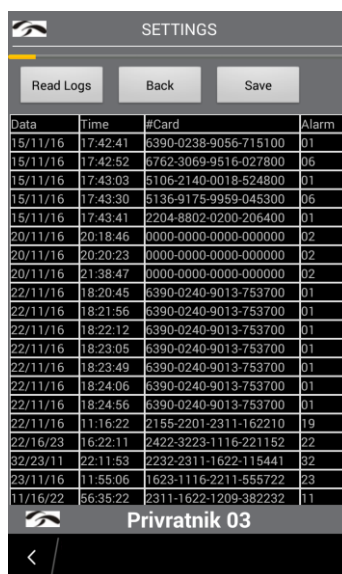 SETTINGS
Read Logs Back Save
Data Time #Card Alarm
15/11/16 17:42:41 6390-0238-9056-715100 01
15/11/16 17:42:52 6762-3069-9516-027800 06
15/11/16 17:43:03 5106-2140-0018-524800 01
15/11/16 17:43:30 5136-9175-9959-045300 06
15/11/16 17:43:41 2204-8802-0200-206400 01
20/11/16 20:18:46 0000-0000-0000-000000 02
20/11/16 20:20:23 0000-0000-0000-000000 02
20/11/16 21:38:47 0000-0000-0000-000000 02
22/11/16 18:20:45 6390-0240-9013-753700 01
22/11/16 18:21:56 6390-0240-9013-753700 01
22/11/16 18:22:12 6390-0240-9013-753700 01
22/11/16 18:23:05 6390-0240-9013-753700 01
22/11/16 18:23:49 6390-0240-9013-753700 01
22/11/16 18:24:06 6390-0240-9013-753700 01
22/11/16 18:24:56 6390-0240-9013-753700 01
22/11/16 11:16:22 2155-2201-2311-162210 19
22/16/23 16:22:11 2422-3223-1116-221152 22
32/23/11 22:11:53 2232-2311-1622-115441 32
23/11/16 11:55:06 1623-1116-2211-555722 23
11/16/22 56:35:22 2311-1622-1209-382232 11
Privratnik 03